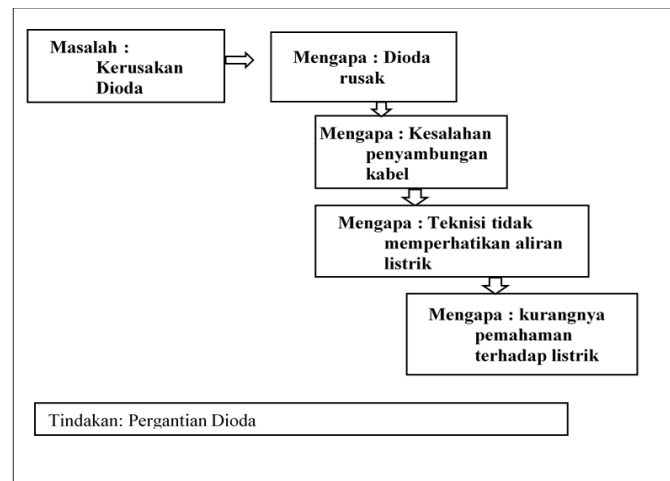 Masalah :
Kerusakan
Dioda
Mengapa : Dioda
rusak
Mengapa : Kesalahan
penyambungan
kabel
Mengapa : Teknisi tidak
memperhatikan aliran
listrik
Mengapa : kurangnya
pemahaman
terhadap listrik
Tindakan: Pergantian Dioda